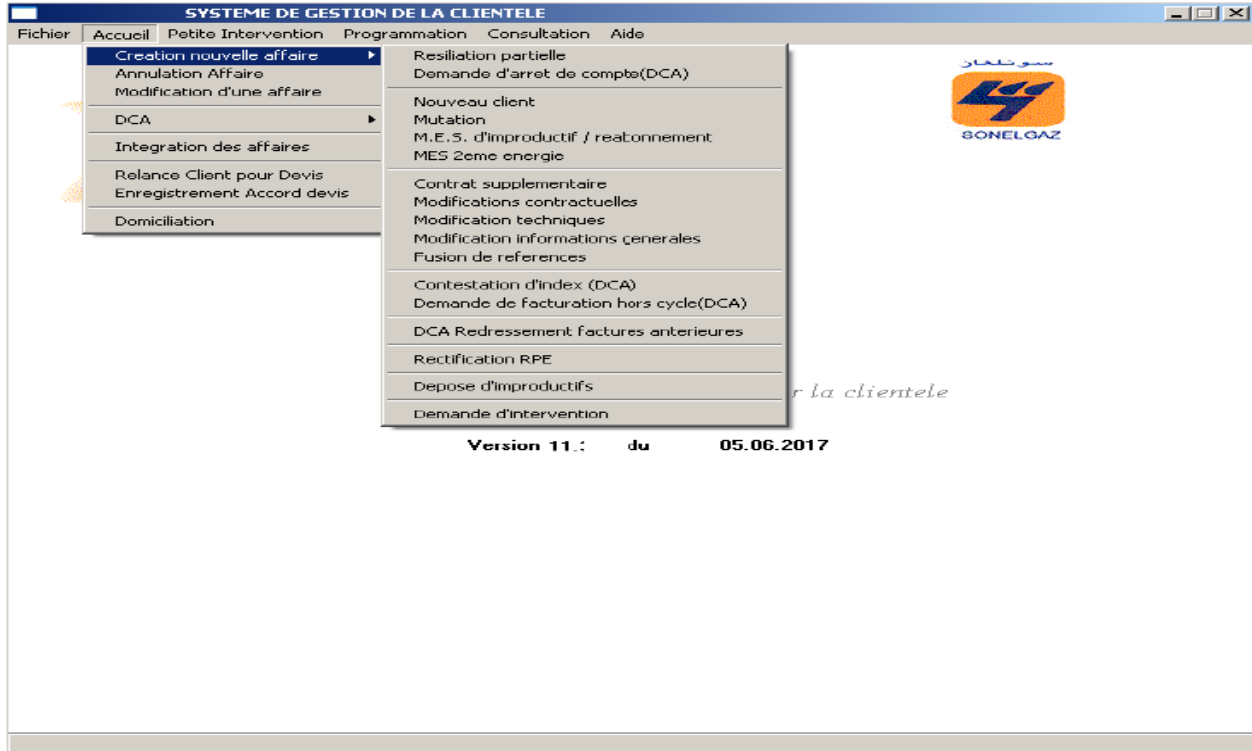 SYSTEME DE GESTION DE LA CLIENTELE
Fichier Accueil Petite Intervention Programmation Consultation Aide
Creation nouvelle affaire
Annulation Affaire
Modification d'une affaire
DCA
Integration des affaires
Relance Client pour Devis
Enregistrement Accord devis
Domiciliation
Resiliation partielle
Demande d'arret de compte(DCA)
Nouveau client
Mutation
M.E.S. d'improductif / reabonnement
MES 2eme energie
Contrat supplementaire
Modifications contractuelles
Modification techniques
Modification informations generales
Fusion de references
Contestation d'index (DCA)
Demande de facturation hors cycle(DCA)
DCA Redressement factures anterieures
Rectification RPE
Depose d'improductifs
Demande d'intervention
سونلغاز
SONELGAZ
r la clientele
Version 11. du 05.06.2017